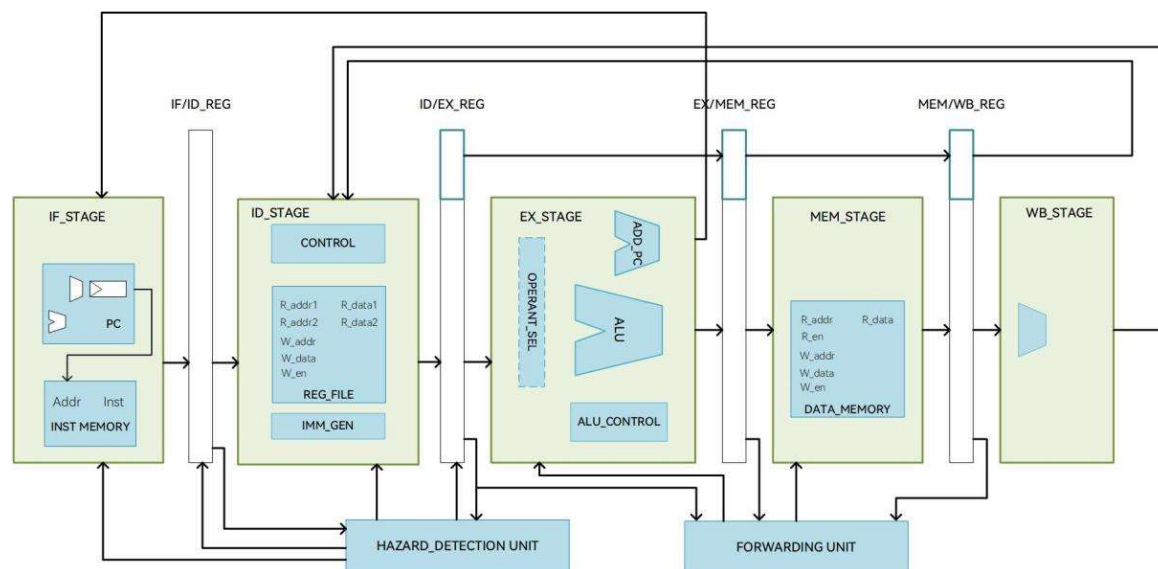 IF/ID_REG
ID/EX_REG
EX/MEM_REG
MEM/WB_REG
IF_STAGE
PC
Addr Inst
INST MEMORY
ID_STAGE
CONTROL
R_addr1 R_data1
R_addr2 R_data2
W_addr
W_data
W_en
REG_FILE
IMM_GEN
EX_STAGE
OPERANT_SEL
ADD_PC
ALU
ALU_CONTROL
MEM_STAGE
R_addr R_data
R_en
W_addr
W_data
W_en
DATA_MEMORY
WB_STAGE
HAZARD_DETECTION UNIT
FORWARDING UNIT